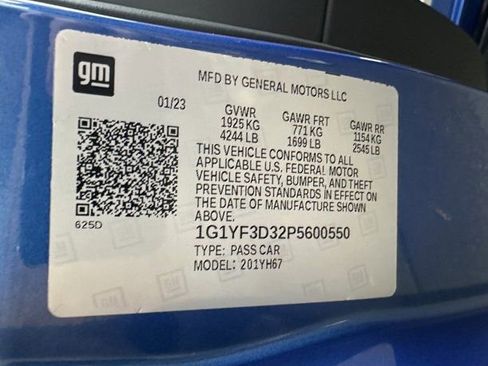 gm
MFD BY GENERAL MOTORS LLC
01/23 GVWR GAWR FRT GAWR RR
1925 KG 771 KG 1154 KG
4244 LB 1699 LB 2545 LB
THIS VEHICLE CONFORMS TO ALL
APPLICABLE U.S. FEDERAL MOTOR
VEHICLE SAFETY, BUMPER, AND THEFT
PREVENTION STANDARDS IN EFFECT ON
THE DATE OF MANUFACTURE SHOWN
ABOVE.
625D
1G1YF3D32P5600550
TYPE: PASS CAR
MODEL: 201YH67